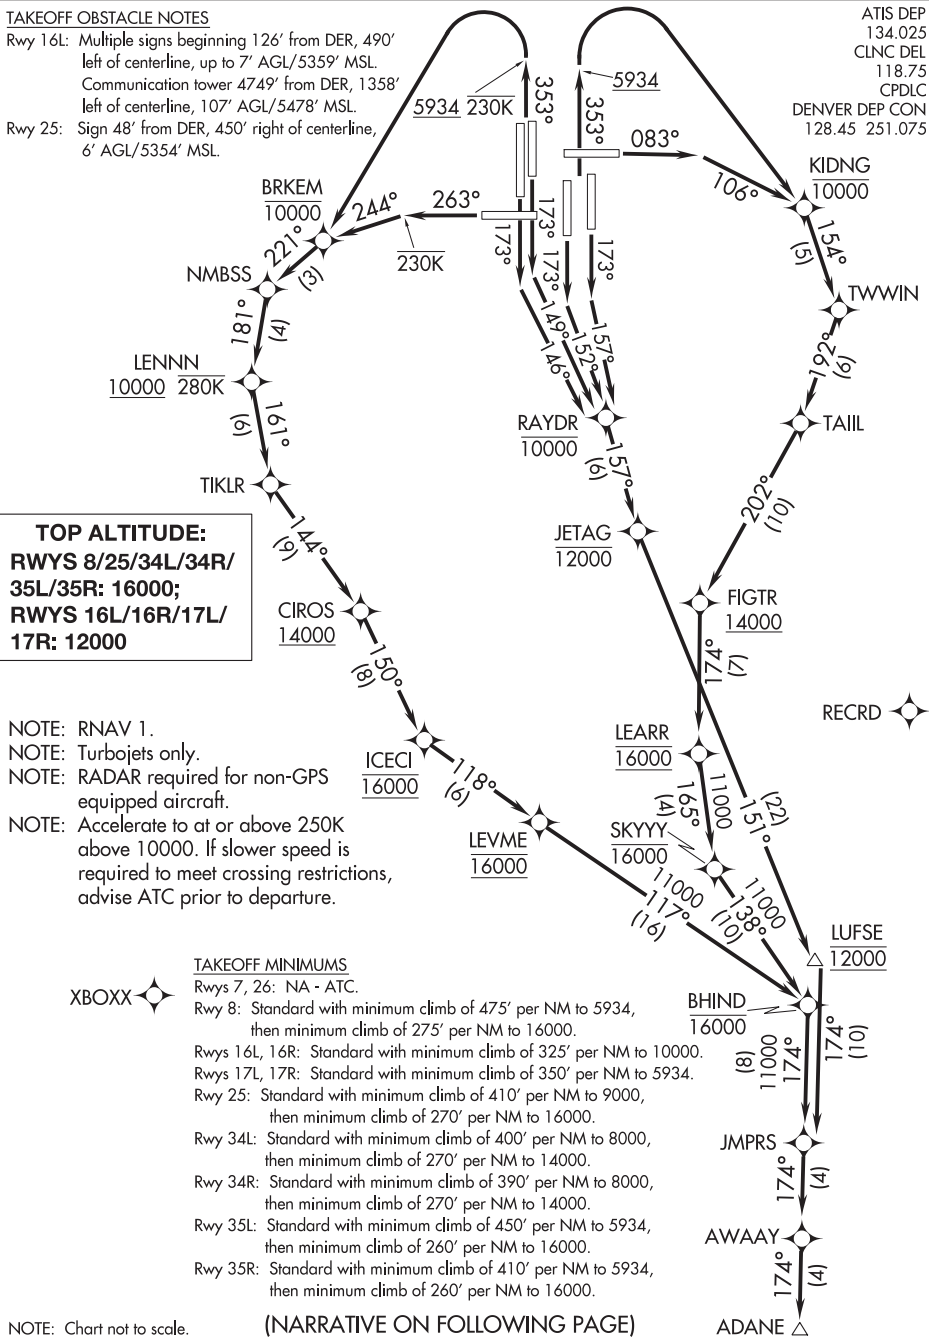 TAKEOFF OBSTACLE NOTES
Rwy 16L: Multiple signs beginning 126' from DER, 490'
left of centerline, up to 7' AGL/5359' MSL.
Communication tower 4749' from DER, 1358'
left of centerline, 107' AGL/5478' MSL.
Rwy 25: Sign 48' from DER, 450' right of centerline,
6' AGL/5354' MSL.
ATIS DEP
134.025
CLNC DEL
118.75
CPDLC
DENVER DEP CON
128.45 251.075
5934 230K
353°
353°
5934
083°
106°
KIDNG
10000
BRKEM
10000
244°
263°
230K
221°
(3)
173°
173°
173°
173°
154°
(5)
NMBSS
TWWIN
181°
(4)
149°
146°
152°
157°
192°
(6)
LENNN
10000 280K
161°
(6)
RAYDR
10000
157°
(6)
TAIIL
TIKLR
202°
(10)
144°
(9)
JETAG
12000
TOP ALTITUDE:
RWYS 8/25/34L/34R/
35L/35R: 16000;
RWYS 16L/16R/17L/
17R: 12000
CIROS
14000
FIGTR
14000
150°
(8)
174°
(7)
RECRD
NOTE: RNAV 1.
NOTE: Turbojets only.
NOTE: RADAR required for non-GPS
equipped aircraft.
NOTE: Accelerate to at or above 250K
above 10000. If slower speed is
required to meet crossing restrictions,
advise ATC prior to departure.
ICECI
16000
118°
(6)
LEARR
16000
11000
165°
(4)
(22)
151°
11000
LEVME
16000
SKYYY
16000
11000
117°
(16)
138°
(10)
LUFSE
12000
XBOXX
BHIND
16000
174°
11000
(8)
174°
(10)
TAKEOFF MINIMUMS
Rwys 7, 26: NA - ATC.
Rwy 8: Standard with minimum climb of 475' per NM to 5934,
then minimum climb of 275' per NM to 16000.
Rwys 16L, 16R: Standard with minimum climb of 325' per NM to 10000.
Rwys 17L, 17R: Standard with minimum climb of 350' per NM to 5934.
Rwy 25: Standard with minimum climb of 410' per NM to 9000,
then minimum climb of 270' per NM to 16000.
Rwy 34L: Standard with minimum climb of 400' per NM to 8000,
then minimum climb of 270' per NM to 14000.
Rwy 34R: Standard with minimum climb of 390' per NM to 8000,
then minimum climb of 270' per NM to 14000.
Rwy 35L: Standard with minimum climb of 450' per NM to 5934,
then minimum climb of 260' per NM to 16000.
Rwy 35R: Standard with minimum climb of 410' per NM to 5934,
then minimum climb of 260' per NM to 16000.
JMPRS
174°
(4)
AWAAY
174°
(4)
ADANE
NOTE: Chart not to scale.
(NARRATIVE ON FOLLOWING PAGE)